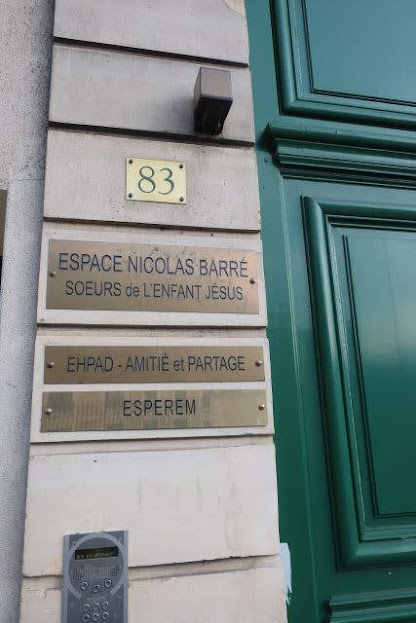 83
ESPACE NICOLAS BARRÉ
SOEURS de L'ENFANT JÉSUS
EHPAD - AMITIÉ et PARTAGE
ESPEREM